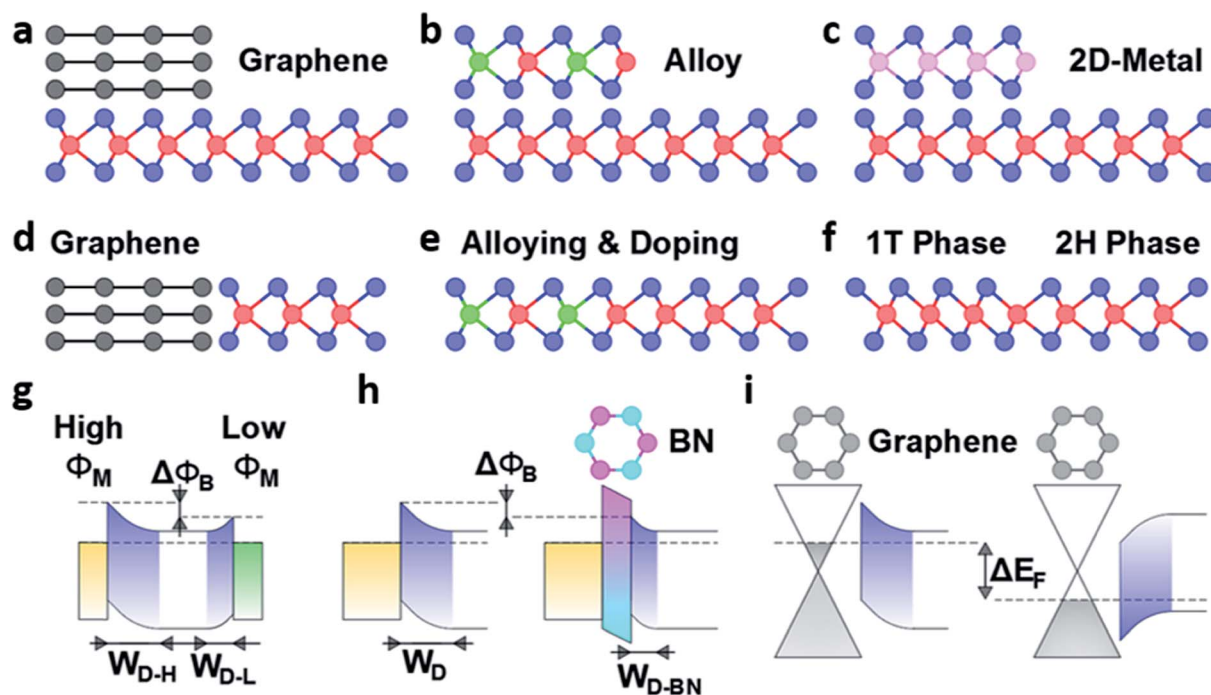 a
Graphene
b
Alloy
c
2D-Metal
d
Graphene
e
Alloying & Doping
f
1T Phase
2H Phase
g
High
Φ_M
ΔΦ_B
Low
Φ_M
W_D-H
W_D-L
h
ΔΦ_B
BN
W_D
W_D-BN
i
Graphene
ΔE_F